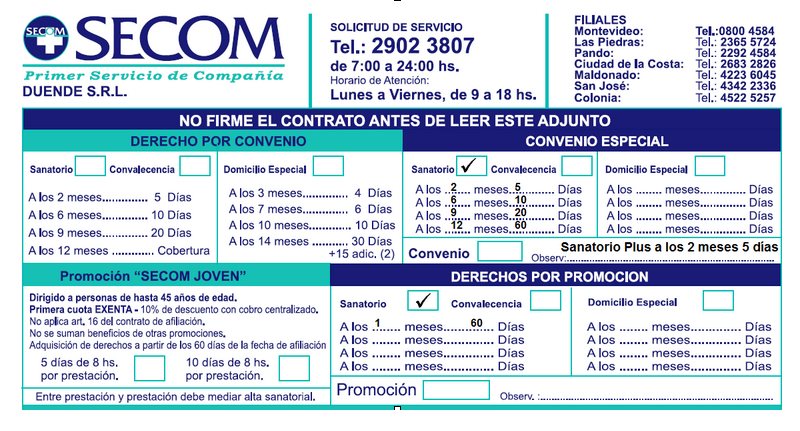 SECOM
SECOM
Primer Servicio de Compañía
DUENDE S.R.L.
SOLICITUD DE SERVICIO
Tel.: 2902 3807
de 7:00 a 24:00 hs.
Horario de Atención:
Lunes a Viernes, de 9 a 18 hs.
FILIALES
Montevideo: Tel.:0800 4584
Las Piedras: Tel.: 2365 5724
Pando: Tel.: 2292 4584
Ciudad de la Costa: Tel.: 2683 2826
Maldonado: Tel.: 4223 6045
San José: Tel.: 4342 2336
Colonia: Tel.: 4522 5257
NO FIRME EL CONTRATO ANTES DE LEER ESTE ADJUNTO
DERECHO POR CONVENIO
Sanatorio Convalecencia
A los 2 meses............. 5 Días
A los 6 meses............. 10 Días
A los 9 meses............. 20 Días
A los 12 meses ............ Cobertura
Domicilio Especial
A los 3 meses ............ 4 Días
A los 7 meses ............ 6 Días
A los 10 meses ........... 10 Días
A los 14 meses ........... 30 Días
+15 adic. (2)
CONVENIO ESPECIAL
Sanatorio ✓ Convalecencia
A los ..2..... meses..5.......... Días
A los ..6..... meses..10......... Días
A los ..9..... meses..20......... Días
A los ..12.... meses..60......... Días
Domicilio Especial
A los ........ meses............. Días
A los ........ meses............. Días
A los ........ meses............. Días
A los ........ meses............. Días
Convenio
Sanatorio Plus a los 2 meses 5 dias
Observ:............................................................
Promoción “SECOM JOVEN”
Dirigido a personas de hasta 45 años de edad.
Primera cuota EXENTA - 10% de descuento con cobro centralizado.
No aplica art. 16 del contrato de afiliación.
No se suman beneficios de otras promociones.
Adquisición de derechos a partir de los 60 días de la fecha de afiliación
5 días de 8 hs.
por prestación.
10 días de 8 hs.
por prestación.
Entre prestación y prestación debe mediar alta sanatorial.
DERECHOS POR PROMOCION
Sanatorio ✓ Convalecencia
A los ..1..... meses.....60...... Días
A los ........ meses............. Días
A los ........ meses............. Días
A los ........ meses............. Días
Domicilio Especial
A los ........ meses............. Días
A los ........ meses............. Días
A los ........ meses............. Días
A los ........ meses............. Días
Promoción
Observ. :............................................................